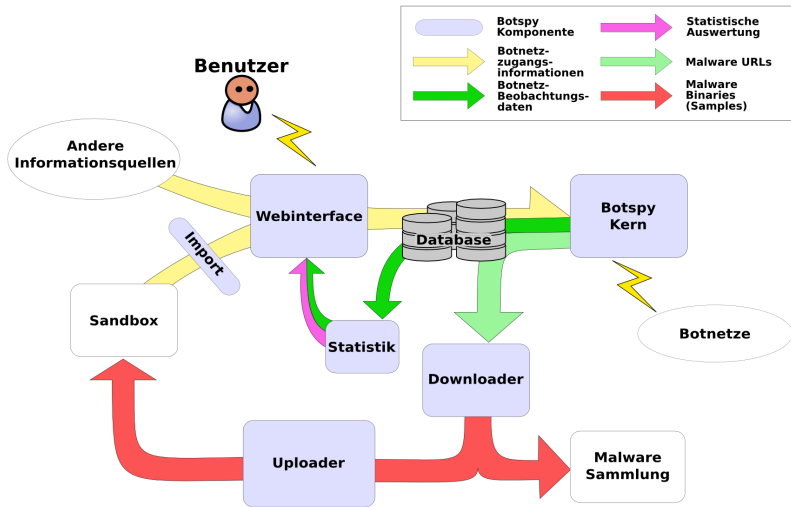 Botspy
Komponente
Botnetz-
zugangs-
informationen
Botnetz-
Beobachtungs-
daten
Statistische
Auswertung
Malware URLs
Malware
Binaries
(Samples)
Benutzer
Andere
Informationsquellen
Webinterface
Database
Botspy
Kern
Import
Sandbox
Statistik
Botnetze
Downloader
Uploader
Malware
Sammlung